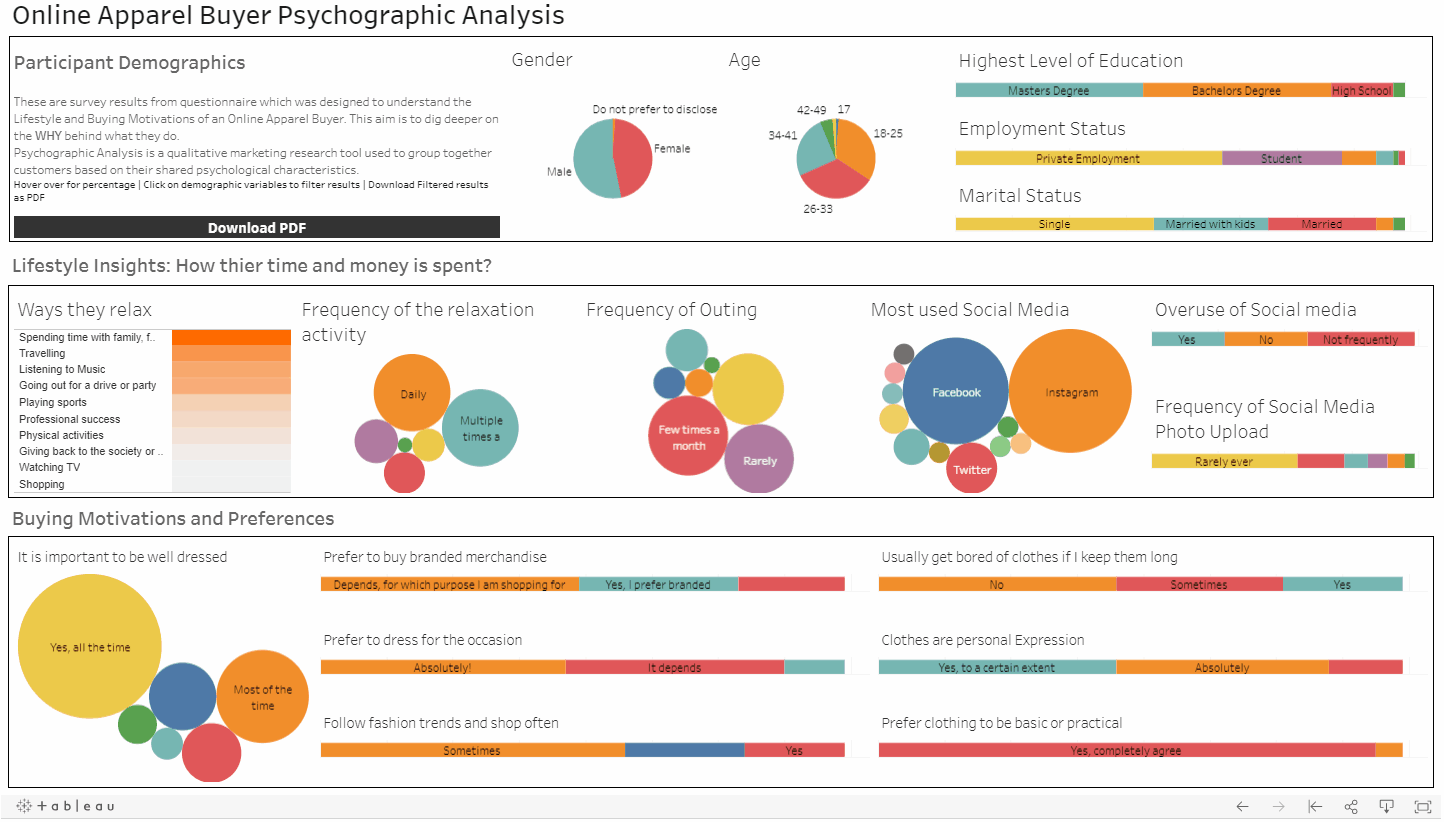 Online Apparel Buyer Psychographic Analysis
Participant Demographics
These are survey results from questionnaire which was designed to understand the
Lifestyle and Buying Motivations of an Online Apparel Buyer. This aim is to dig deeper on
the WHY behind what they do.
Psychographic Analysis is a qualitative marketing research tool used to group together
customers based on their shared psychological characteristics.
Hover over for percentage | Click on demographic variables to filter results | Download Filtered results
as PDF
Download PDF
Gender
Do not prefer to disclose
Female
Male
Age
42-49
17
34-41
18-25
26-33
Highest Level of Education
Masters Degree
Bachelors Degree
High School
Employment Status
Private Employment
Student
Marital Status
Single
Married with kids
Married
Lifestyle Insights: How thier time and money is spent?
Ways they relax
Spending time with family, f..
Travelling
Listening to Music
Going out for a drive or party
Playing sports
Professional success
Physical activities
Giving back to the society or ..
Watching TV
Shopping
Frequency of the relaxation
activity
Daily
Multiple
times a
Frequency of Outing
Few times a
month
Rarely
Most used Social Media
Facebook
Instagram
Twitter
Overuse of Social media
Yes
No
Not frequently
Frequency of Social Media
Photo Upload
Rarely ever
Buying Motivations and Preferences
It is important to be well dressed
Yes, all the time
Most of the
time
Prefer to buy branded merchandise
Depends, for which purpose I am shopping for
Yes, I prefer branded
Prefer to dress for the occasion
Absolutely!
It depends
Follow fashion trends and shop often
Sometimes
Yes
Usually get bored of clothes if I keep them long
No
Sometimes
Yes
Clothes are personal Expression
Yes, to a certain extent
Absolutely
Prefer clothing to be basic or practical
Yes, completely agree
+ableau